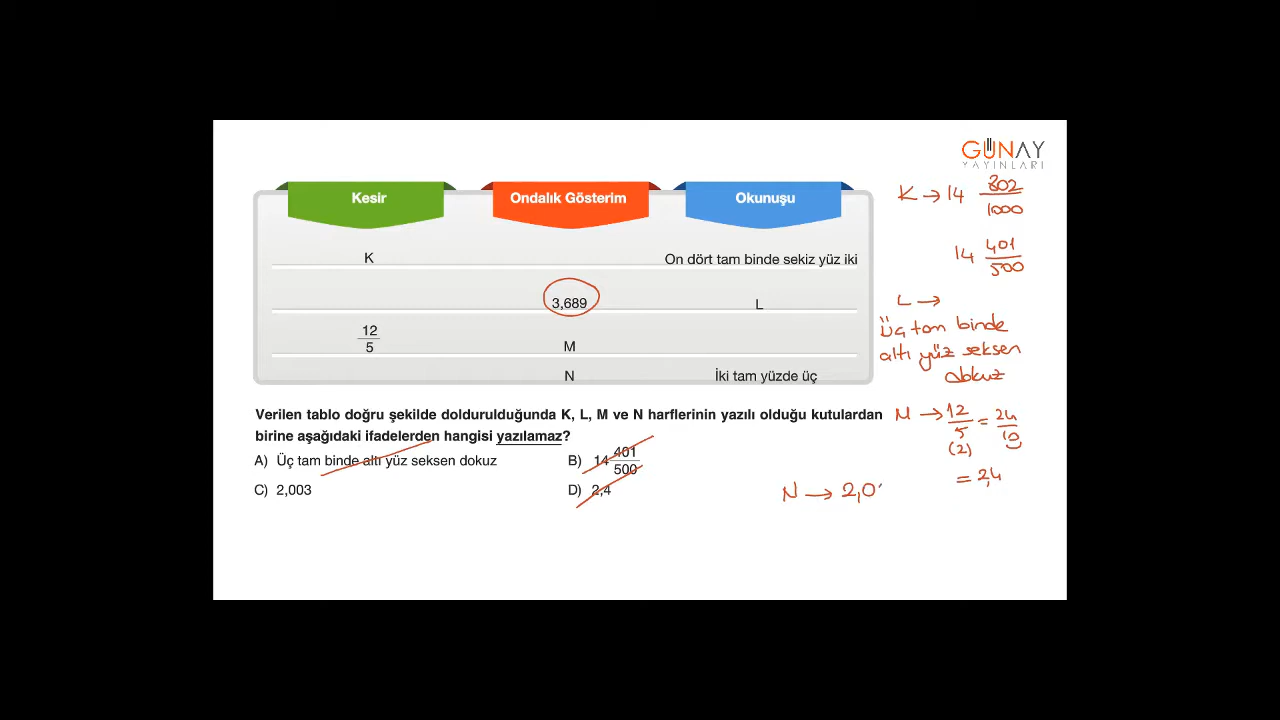 GÜNAY
YAYINLARI
Kesir Ondalık Gösterim Okunuşu
K On dört tam binde sekiz yüz iki
3,689 L
12/5 M
N İki tam yüzde üç
Verilen tablo doğru şekilde doldurulduğunda K, L, M ve N harflerinin yazılı olduğu kutulardan
birine aşağıdaki ifadelerden hangisi yazılamaz?
A) Üç tam binde altı yüz seksen dokuz B) 14 401/500
C) 2,003 D) 2,4
K → 14 802/1000
14 401/500
L →
Üç tam binde
altı yüz seksen
dokuz
M → 12/5 = 24/10
(2)
= 2,4
N → 2,0